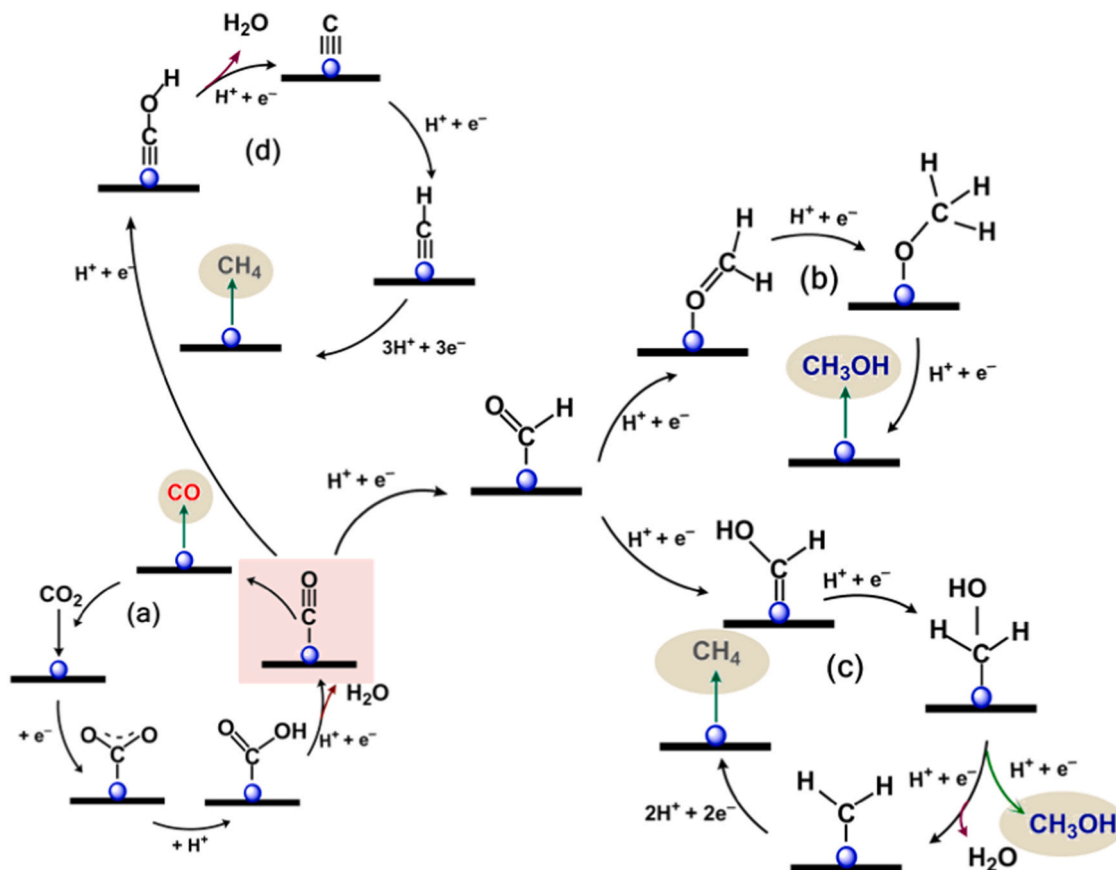 H₂O
C
H
O
C
H⁺ + e⁻
(d)
H⁺ + e⁻
H
C
H⁺ + e⁻
CH₄
3H⁺ + 3e⁻
H
C
H
O
H⁺ + e⁻
(b)
H
H
C
H
O
CH₃OH
H⁺ + e⁻
H⁺ + e⁻
O
H
C
H⁺ + e⁻
H⁺ + e⁻
CO
CO₂
(a)
O
C
H₂O
+ e⁻
O
O
C
+ H⁺
O
OH
C
H⁺ + e⁻
HO
H
C
H⁺ + e⁻
HO
H
H
C
(c)
CH₄
H⁺ + e⁻
H⁺ + e⁻
CH₃OH
H₂O
H
H
C
2H⁺ + 2e⁻